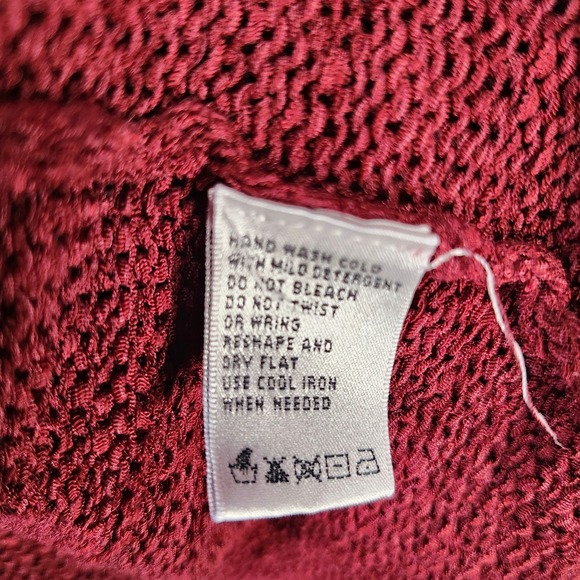 HAND WASH COLD
WITH MILD DETERGENT
DO NOT BLEACH
DO NOT TWIST
OR WRING
RESHAPE AND
DRY FLAT
USE COOL IRON
WHEN NEEDED